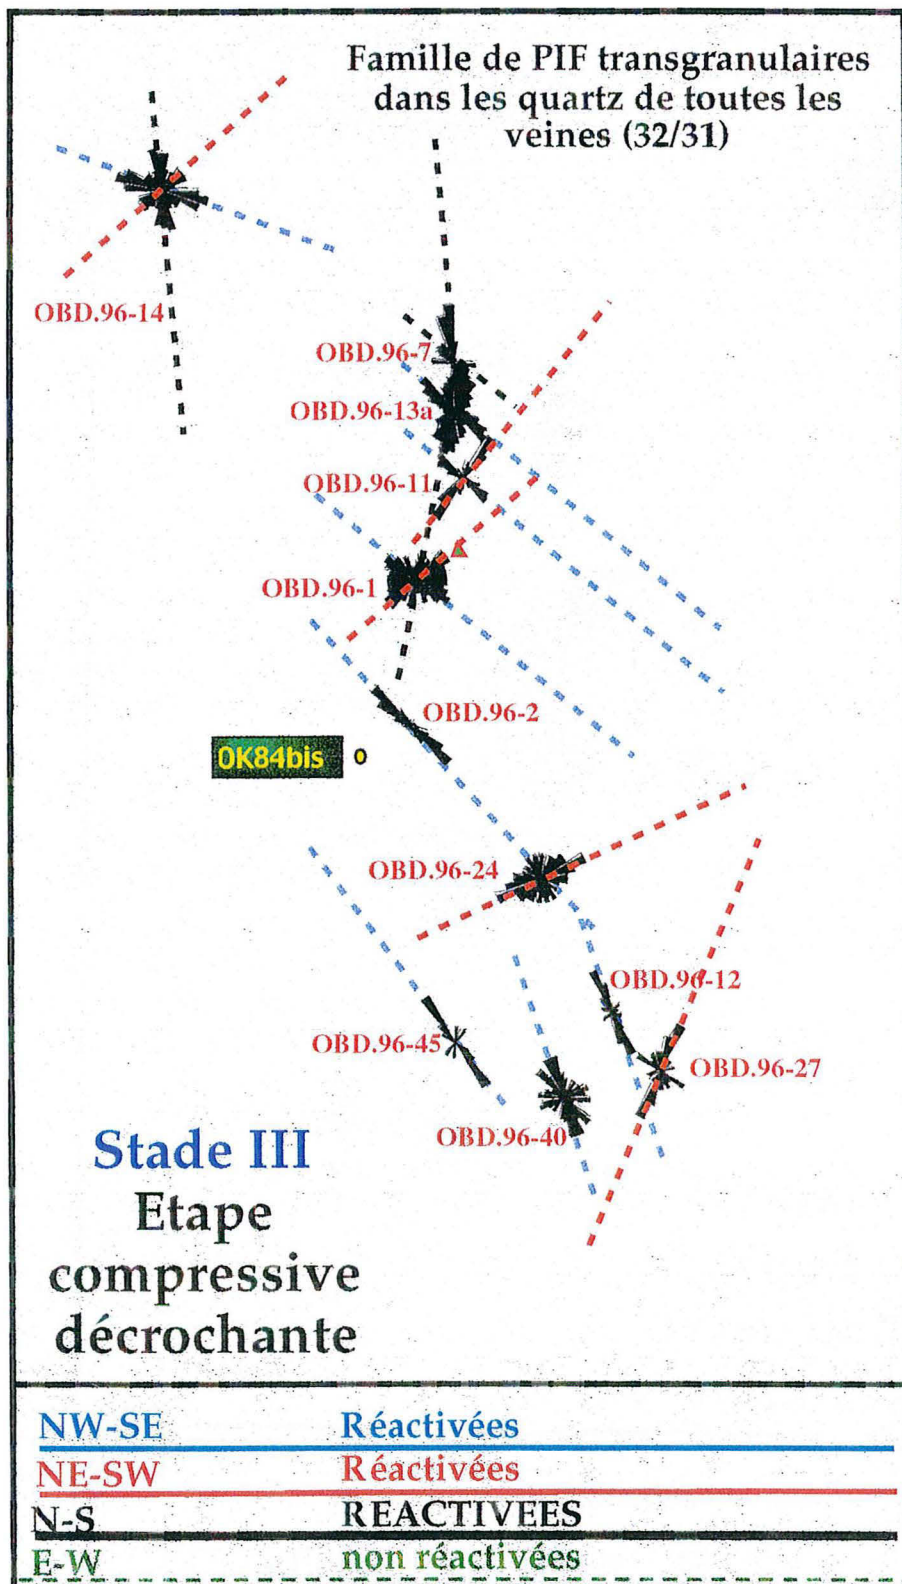 Famille de PIF transgranulaires
dans les quartz de toutes les
veines (32/31)
OBD.96-14
OBD.96-7
OBD.96-13a
OBD.96-11
OBD.96-1
OBD.96-2
0K84bis
OBD.96-24
OBD.96-12
OBD.96-45
OBD.96-27
OBD.96-40
Stade III
Etape
compressive
décrochante
NW-SE Réactivées
NE-SW Réactivées
N-S REACTIVEES
E-W non réactivées